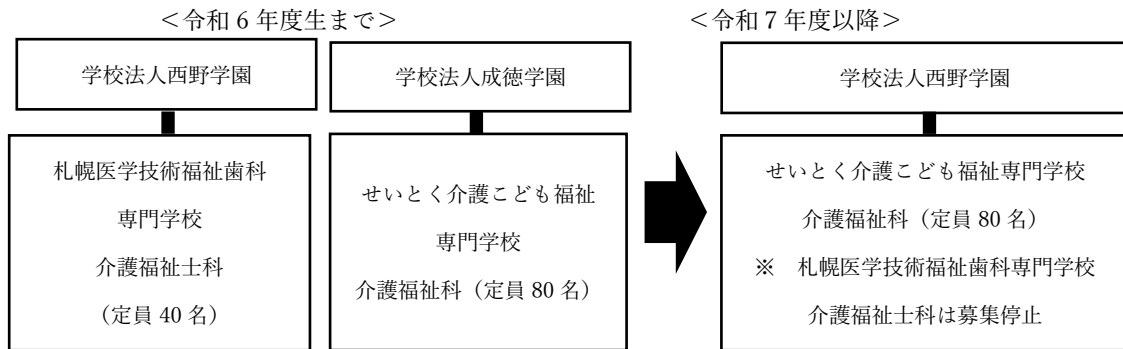 ＜令和 6 年度生まで＞
＜令和 7 年度以降＞
学校法人西野学園
札幌医学技術福祉歯科
専門学校
介護福祉士科
（定員 40 名）
学校法人成徳学園
せいとく介護こども福祉
専門学校
介護福祉科（定員 80 名）
学校法人西野学園
せいとく介護こども福祉専門学校
介護福祉科（定員 80 名）
※　札幌医学技術福祉歯科専門学校
介護福祉士科は募集停止